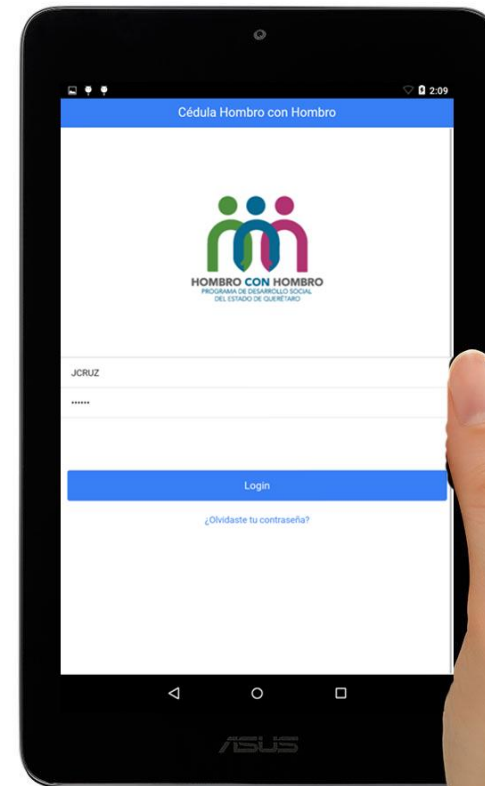 2:09
Cédula Hombro con Hombro
HOMBRO CON HOMBRO
PROGRAMA DE DESARROLLO SOCIAL
DEL ESTADO DE QUERÉTARO
JCRUZ
••••••
Login
¿Olvidaste tu contraseña?
ASUS